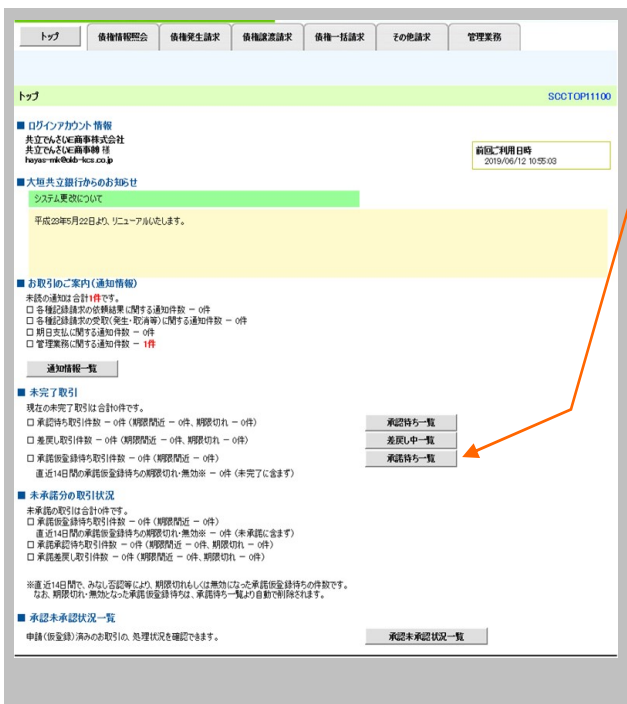 トップ 債権情報照会 債権発生請求 債権譲渡請求 債権一括請求 その他請求 管理業務
トップ SCCTOP11100
■ ログインアカウント情報
共立でんさいE商事株式会社
共立でんさいE商事 様
hayas-mk@okb-kcs.co.jp
前回ご利用日時
2019/06/12 10:55:03
■大垣共立銀行からのお知らせ
システム更改について
平成23年5月22日より、リニューアルいたします。
■ お取引のご案内(通知情報)
未読の通知は合計1件です。
□ 各種記録請求の依頼結果に関する通知件数 － 0件
□ 各種記録請求の受取(発生・取消等)に関する通知件数 － 0件
□ 期日支払に関する通知件数 － 0件
□ 管理業務に関する通知件数 － 1件
通知情報一覧
■ 未完了取引
現在の未完了取引は合計0件です。
□ 承認待ち取引件数 － 0件 (期限間近 － 0件、期限切れ － 0件) 承認待ち一覧
□ 差戻し取引件数 － 0件 (期限間近 － 0件、期限切れ － 0件) 差戻し中一覧
□ 承諾仮登録待ち取引件数 － 0件 (期限間近 － 0件) 承諾待ち一覧
直近14日間の承諾仮登録待ちの期限切れ・無効※ － 0件 (未完了に含まず)
■ 未承諾分の取引状況
未承諾の取引は合計0件です。
□ 承諾仮登録待ち取引件数 － 0件 (期限間近 － 0件)
直近14日間の承諾仮登録待ちの期限切れ・無効※ － 0件 (未承諾に含まず)
□ 承諾承認待ち取引件数 － 0件 (期限間近 － 0件、期限切れ － 0件)
□ 承諾差戻し取引件数 － 0件 (期限間近 － 0件、期限切れ － 0件)
※直近14日間で、みなし否認等により、期限切れもしくは無効になった承諾仮登録待ちの件数です。
なお、期限切れ・無効となった承諾仮登録待ちは、承諾待ち一覧より自動で削除されます。
■ 承認未承認状況一覧
申請(仮登録)済みのお取引の、処理状況を確認できます。 承認未承認状況一覧